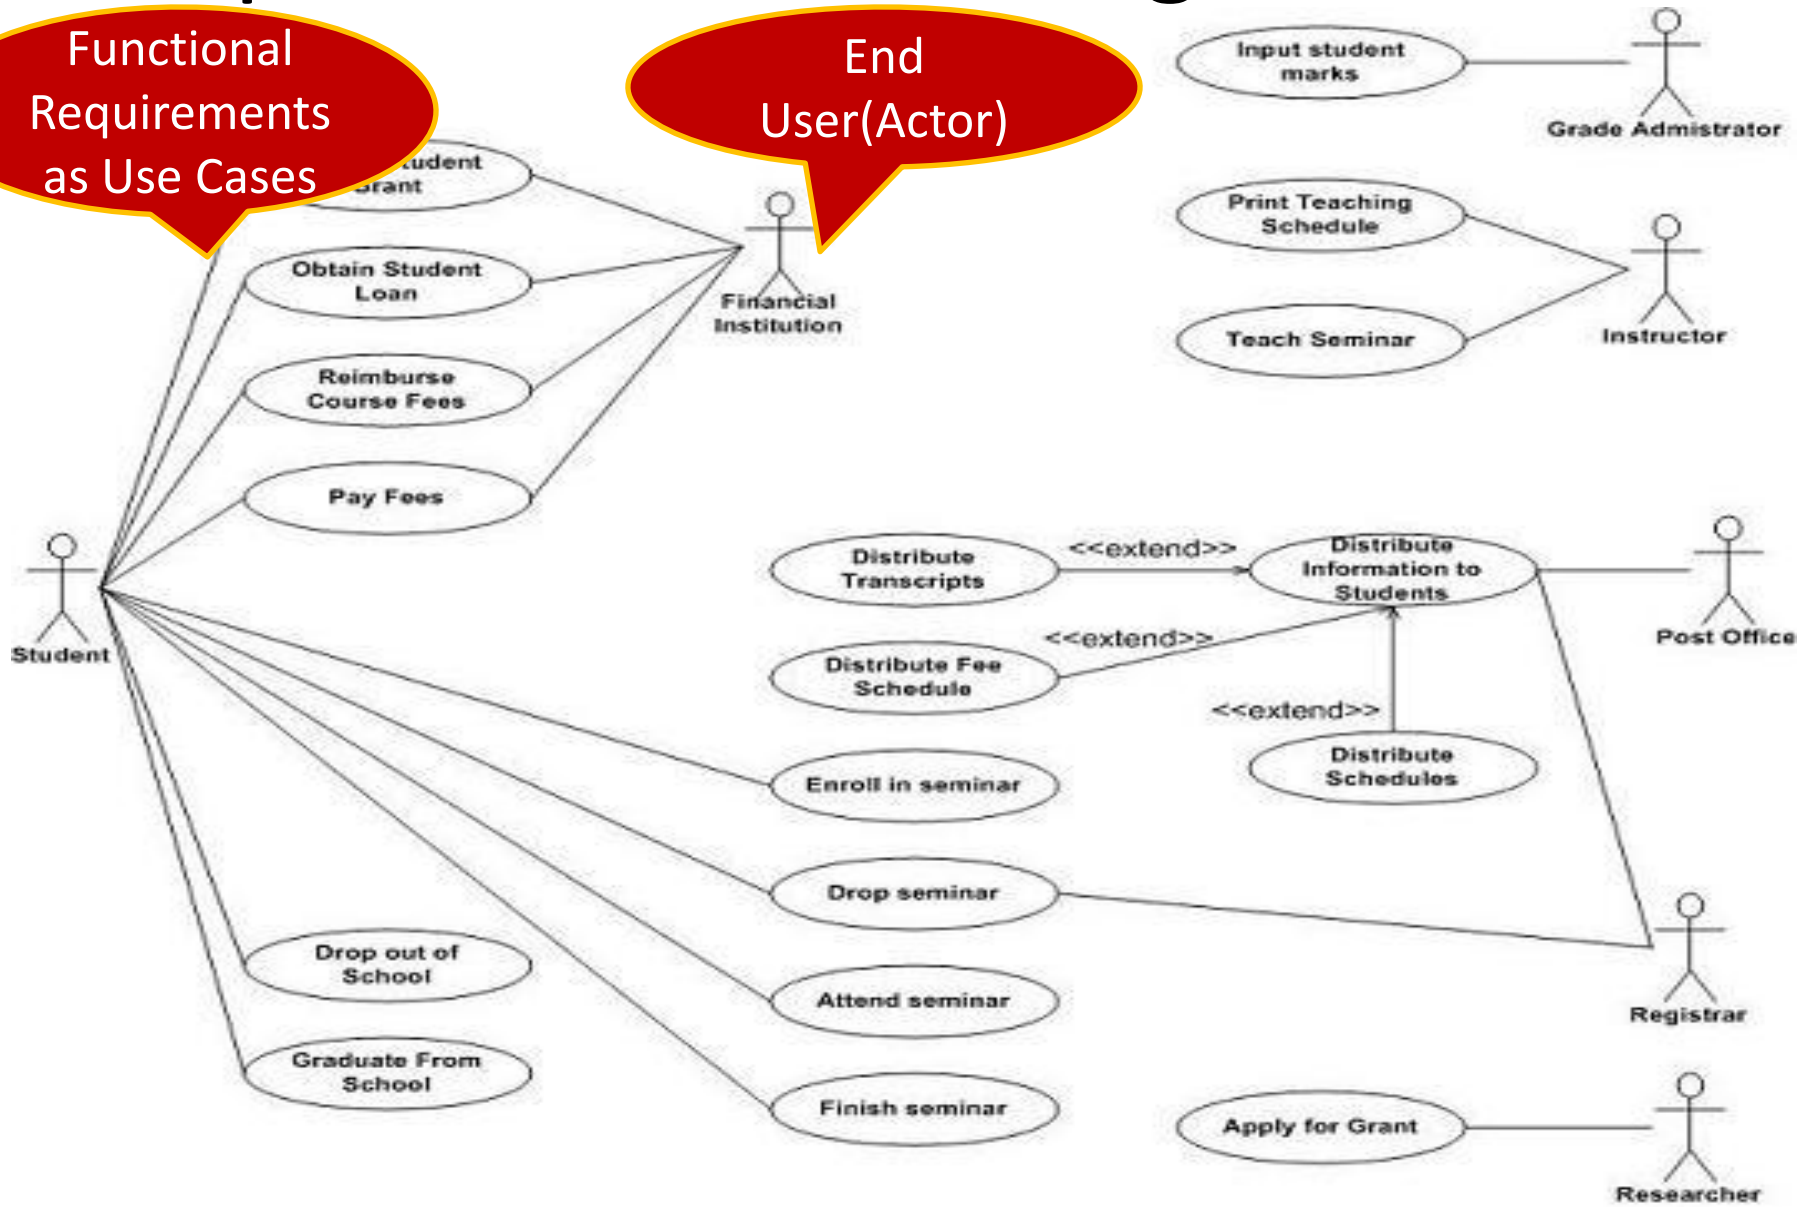 Functional
Requirements
as Use Cases
End
User(Actor)
Input student
marks
Grade Admistrator
Print Teaching
Schedule
Teach Seminar
Instructor
Obtain Student
Loan
Reimburse
Course Fees
Pay Fees
Financial
Institution
Student
Distribute
Transcripts
<<extend>>
Distribute
Information to
Students
Post Office
Distribute Fee
Schedule
<<extend>>
<<extend>>
Distribute
Schedules
Enroll in seminar
Drop seminar
Attend seminar
Finish seminar
Drop out of
School
Graduate From
School
Registrar
Apply for Grant
Researcher